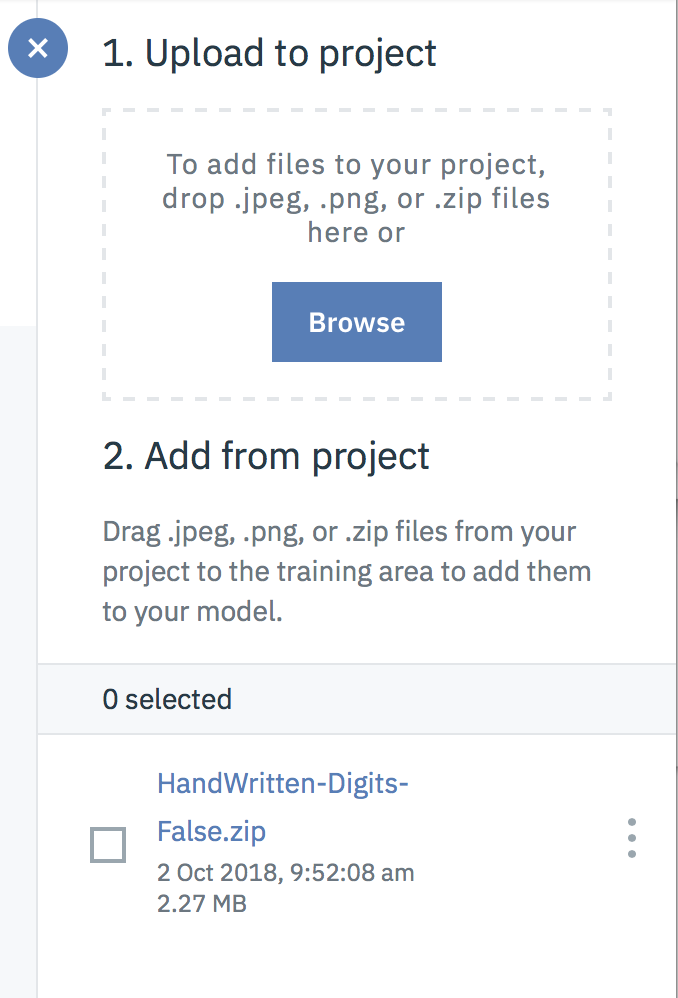 1. Upload to project
To add files to your project,
drop .jpeg, .png, or .zip files
here or
Browse
2. Add from project
Drag .jpeg, .png, or .zip files from your
project to the training area to add them
to your model.
0 selected
HandWritten-Digits-
False.zip
2 Oct 2018, 9:52:08 am
2.27 MB